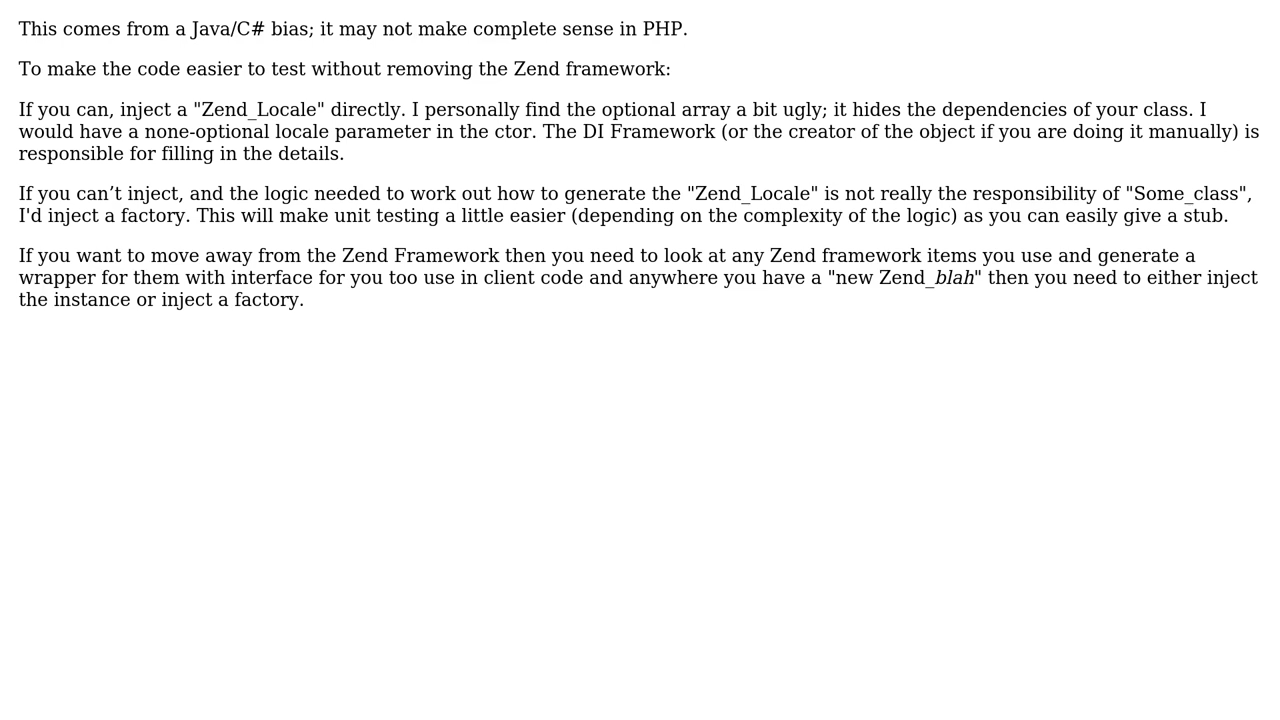 This comes from a Java/C# bias; it may not make complete sense in PHP.
To make the code easier to test without removing the Zend framework:
If you can, inject a "Zend_Locale" directly. I personally find the optional array a bit ugly; it hides the dependencies of your class. I
would have a none-optional locale parameter in the ctor. The DI Framework (or the creator of the object if you are doing it manually) is
responsible for filling in the details.
If you can’t inject, and the logic needed to work out how to generate the "Zend_Locale" is not really the responsibility of "Some_class",
I'd inject a factory. This will make unit testing a little easier (depending on the complexity of the logic) as you can easily give a stub.
If you want to move away from the Zend Framework then you need to look at any Zend framework items you use and generate a
wrapper for them with interface for you too use in client code and anywhere you have a "new Zend_blah" then you need to either inject
the instance or inject a factory.